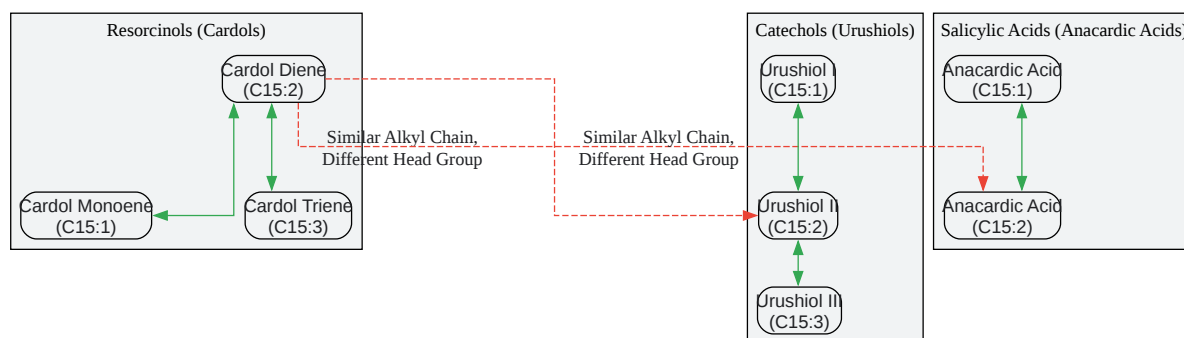 Resorcinols (Cardols)
Cardol Diene
(C15:2)
Cardol Monoene
(C15:1)
Cardol Triene
(C15:3)
Similar Alkyl Chain,
Different Head Group
Similar Alkyl Chain,
Different Head Group
Catechols (Urushiols)
Urushiol I
(C15:1)
Urushiol II
(C15:2)
Urushiol III
(C15:3)
Salicylic Acids (Anacardic Acids)
Anacardic Acid
(C15:1)
Anacardic Acid
(C15:2)